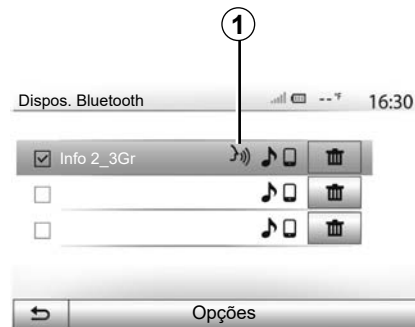 1
Dispos. Bluetooth --°F 16:30
Info 2_3Gr
Opções